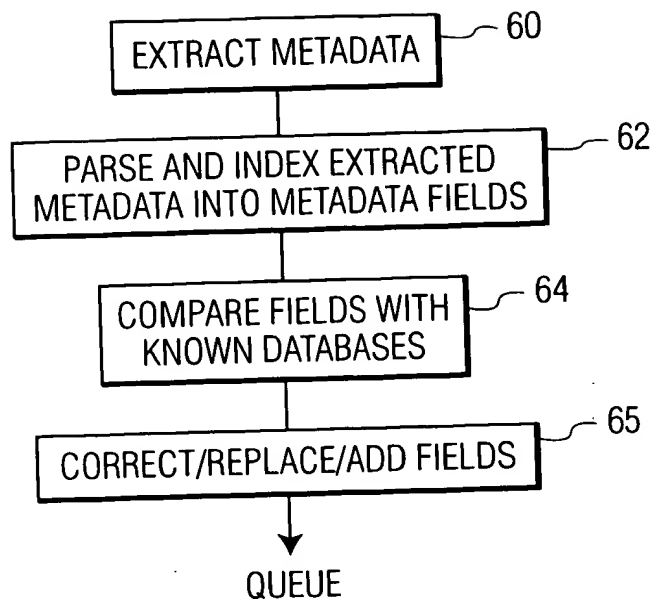 EXTRACT METADATA
60
PARSE AND INDEX EXTRACTED
METADATA INTO METADATA FIELDS
62
COMPARE FIELDS WITH
KNOWN DATABASES
64
CORRECT/REPLACE/ADD FIELDS
65
QUEUE